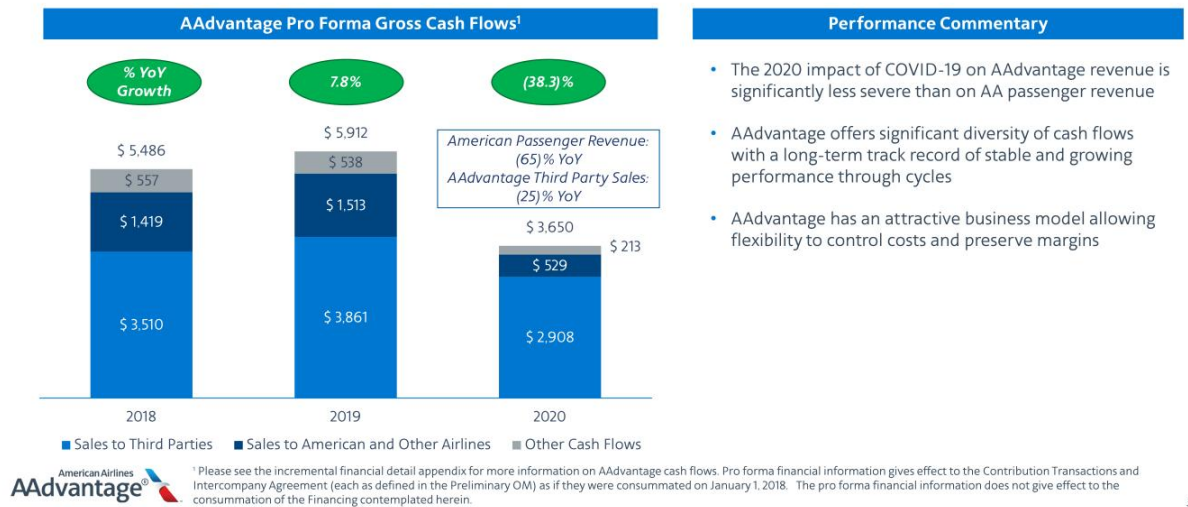 AAdvantage Pro Forma Gross Cash Flows¹
% YoY
Growth
7.8%
(38.3)%
$ 5,486
$ 557
$ 1,419
$ 3,510
$ 5,912
$ 538
$ 1,513
$ 3,861
American Passenger Revenue:
(65)% YoY
AAdvantage Third Party Sales:
(25)% YoY
$ 3,650
$ 213
$ 529
$ 2,908
2018
2019
2020
Sales to Third Parties
Sales to American and Other Airlines
Other Cash Flows
Performance Commentary
• The 2020 impact of COVID-19 on AAdvantage revenue is
significantly less severe than on AA passenger revenue
• AAdvantage offers significant diversity of cash flows
with a long-term track record of stable and growing
performance through cycles
• AAdvantage has an attractive business model allowing
flexibility to control costs and preserve margins
American Airlines
AAdvantage®
¹ Please see the incremental financial detail appendix for more information on AAdvantage cash flows. Pro forma financial information gives effect to the Contribution Transactions and
Intercompany Agreement (each as defined in the Preliminary OM) as if they were consummated on January 1, 2018. The pro forma financial information does not give effect to the
consummation of the Financing contemplated herein.